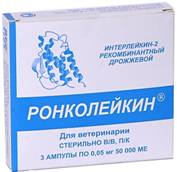 ИНТЕРЛЕЙКИН-2
РЕКОМБИНАНТНЫЙ
ДРОЖЖЕВОЙ
РОНКОЛЕЙКИН®
Для ветеринарии
СТЕРИЛЬНО В/В, П/К
3 АМПУЛЫ ПО 0,05 мг 50 000 МЕ